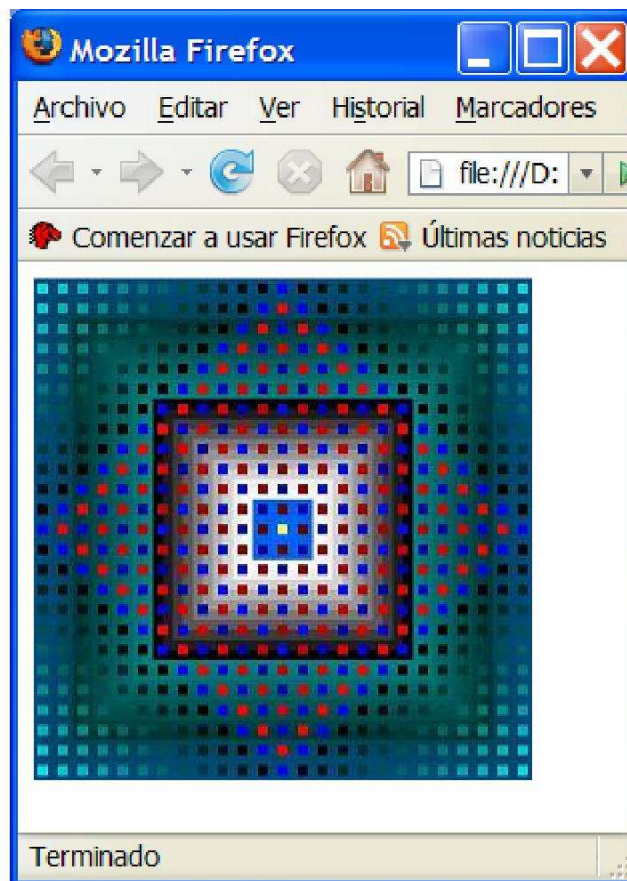 Mozilla Firefox
Archivo Editar Ver Historial Marcadores
file:///D:
Comenzar a usar Firefox Últimas noticias
Terminado